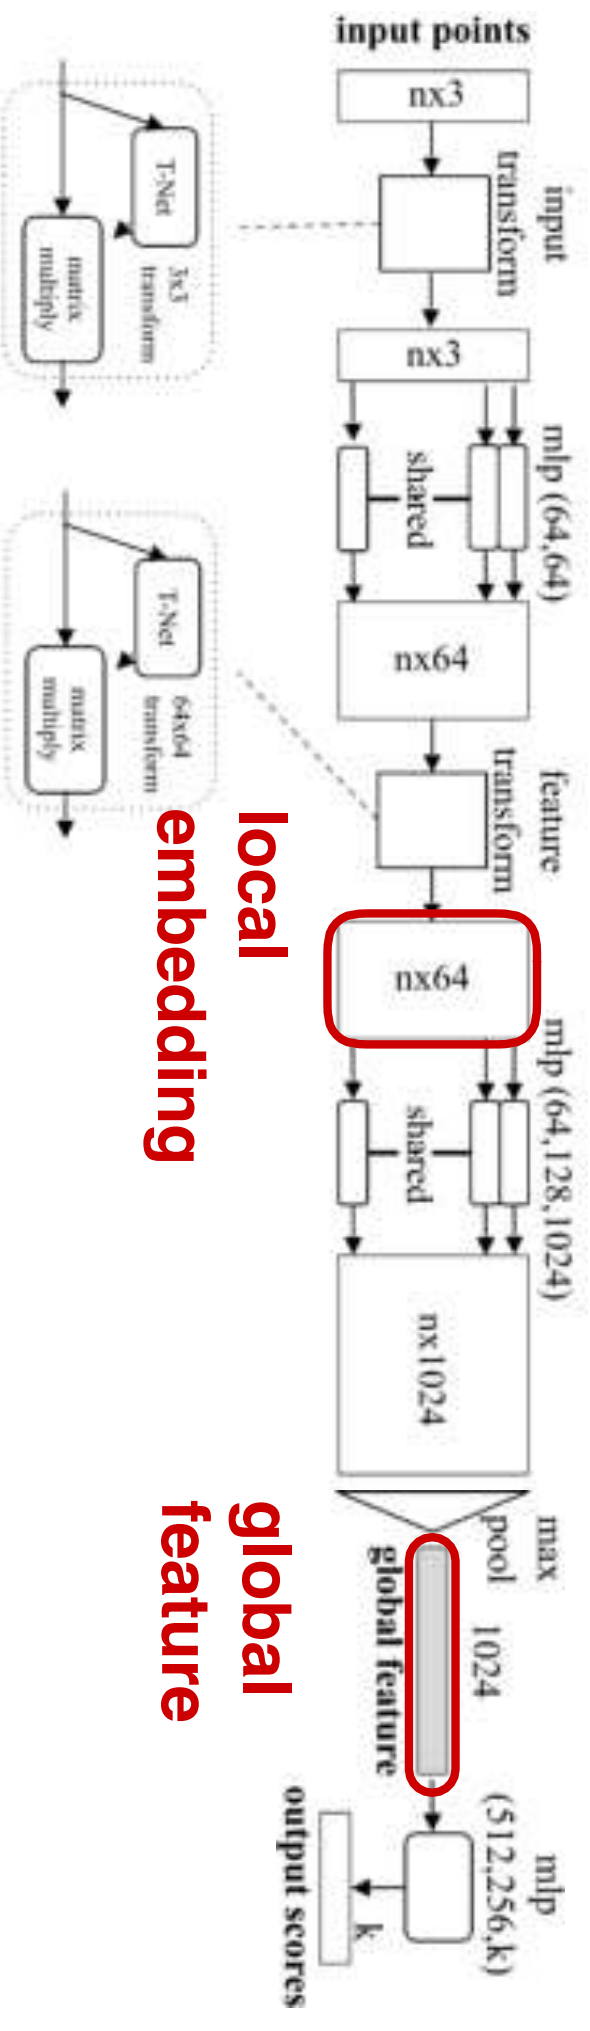 input points
nx3
input
transform
nx3
mlp (64,64)
shared
nx64
feature
transform
nx64
mlp (64,128,1024)
shared
nx1024
max
pool
1024
global feature
mlp
(512,256,k)
k
output scores
T-Net
3x3
transform
matrix
multiply
T-Net
64x64
transform
matrix
multiply
local
embedding
global
feature